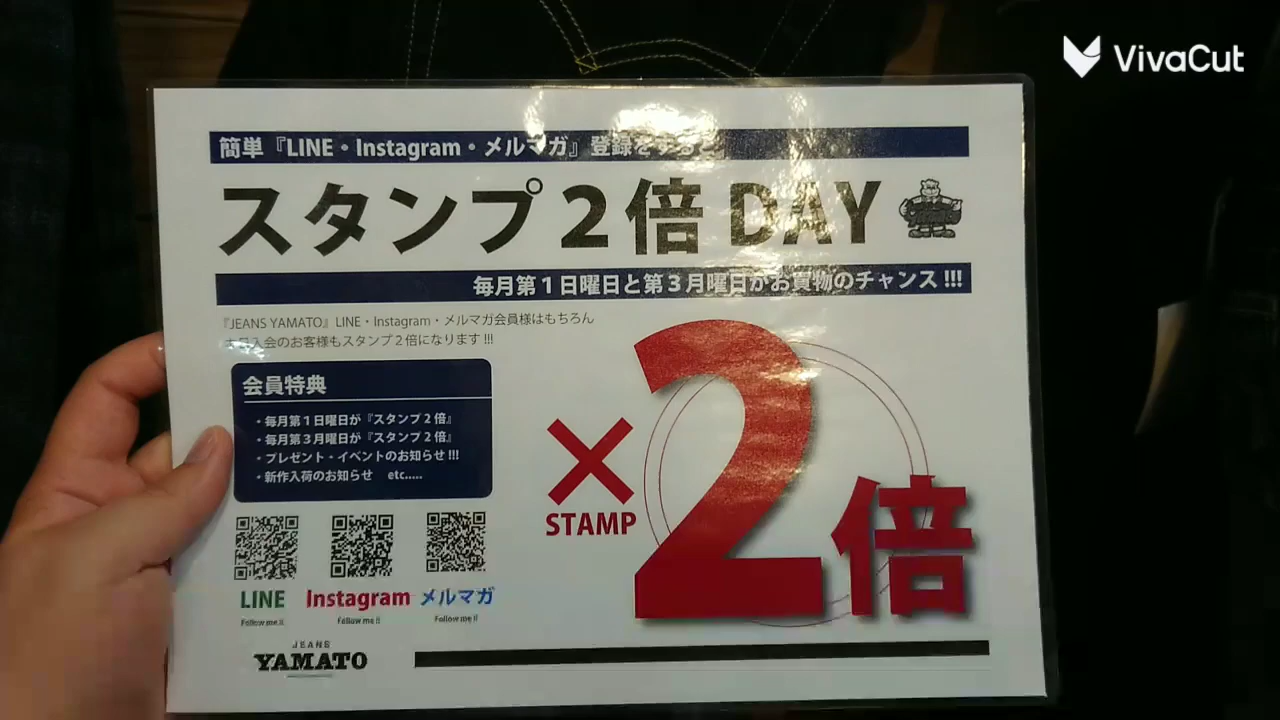 VivaCut
簡単『LINE・Instagram・メルマガ』登録をすると
スタンプ２倍 DAY
毎月第１日曜日と第３月曜日がお買物のチャンス !!!
『JEANS YAMATO』LINE・Instagram・メルマガ会員様はもちろん
本日入会のお客様もスタンプ２倍になります !!!
会員特典
・毎月第１日曜日が『スタンプ２倍』
・毎月第３月曜日が『スタンプ２倍』
・プレゼント・イベントのお知らせ !!!
・新作入荷のお知らせ etc.....
×2倍
STAMP
LINE Instagram メルマガ
Follow me !! Follow me !! Follow me !!
JEANS
YAMATO